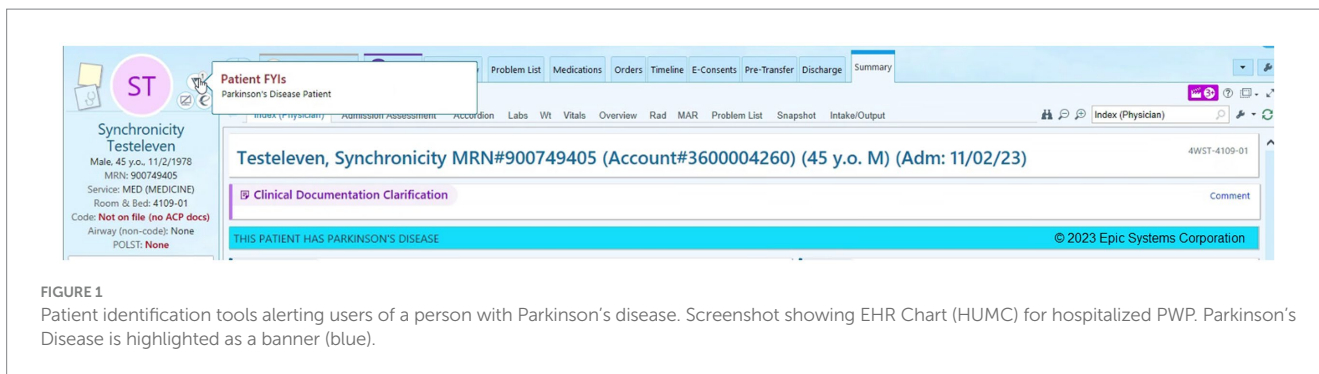 ST
Synchronicity
Testeleven
Male, 45 y.o., 11/2/1978
MRN: 900749405
Service: MED (MEDICINE)
Room & Bed: 4109-01
Code: Not on file (no ACP docs)
Airway (non-code): None
POLST: None
Patient FYIs
Parkinson's Disease Patient
Problem List Medications Orders Timeline E-Consents Pre-Transfer Discharge Summary
Index (Physician) Admission Assessment Accordion Labs Wt Vitals Overview Rad MAR Problem List Snapshot Intake/Output
Index (Physician)
Testeleven, Synchronicity MRN#900749405 (Account#3600004260) (45 y.o. M) (Adm: 11/02/23)
4WST-4109-01
Clinical Documentation Clarification
Comment
THIS PATIENT HAS PARKINSON'S DISEASE
© 2023 Epic Systems Corporation
FIGURE 1
Patient identification tools alerting users of a person with Parkinson's disease. Screenshot showing EHR Chart (HUMC) for hospitalized PWP. Parkinson's
Disease is highlighted as a banner (blue).